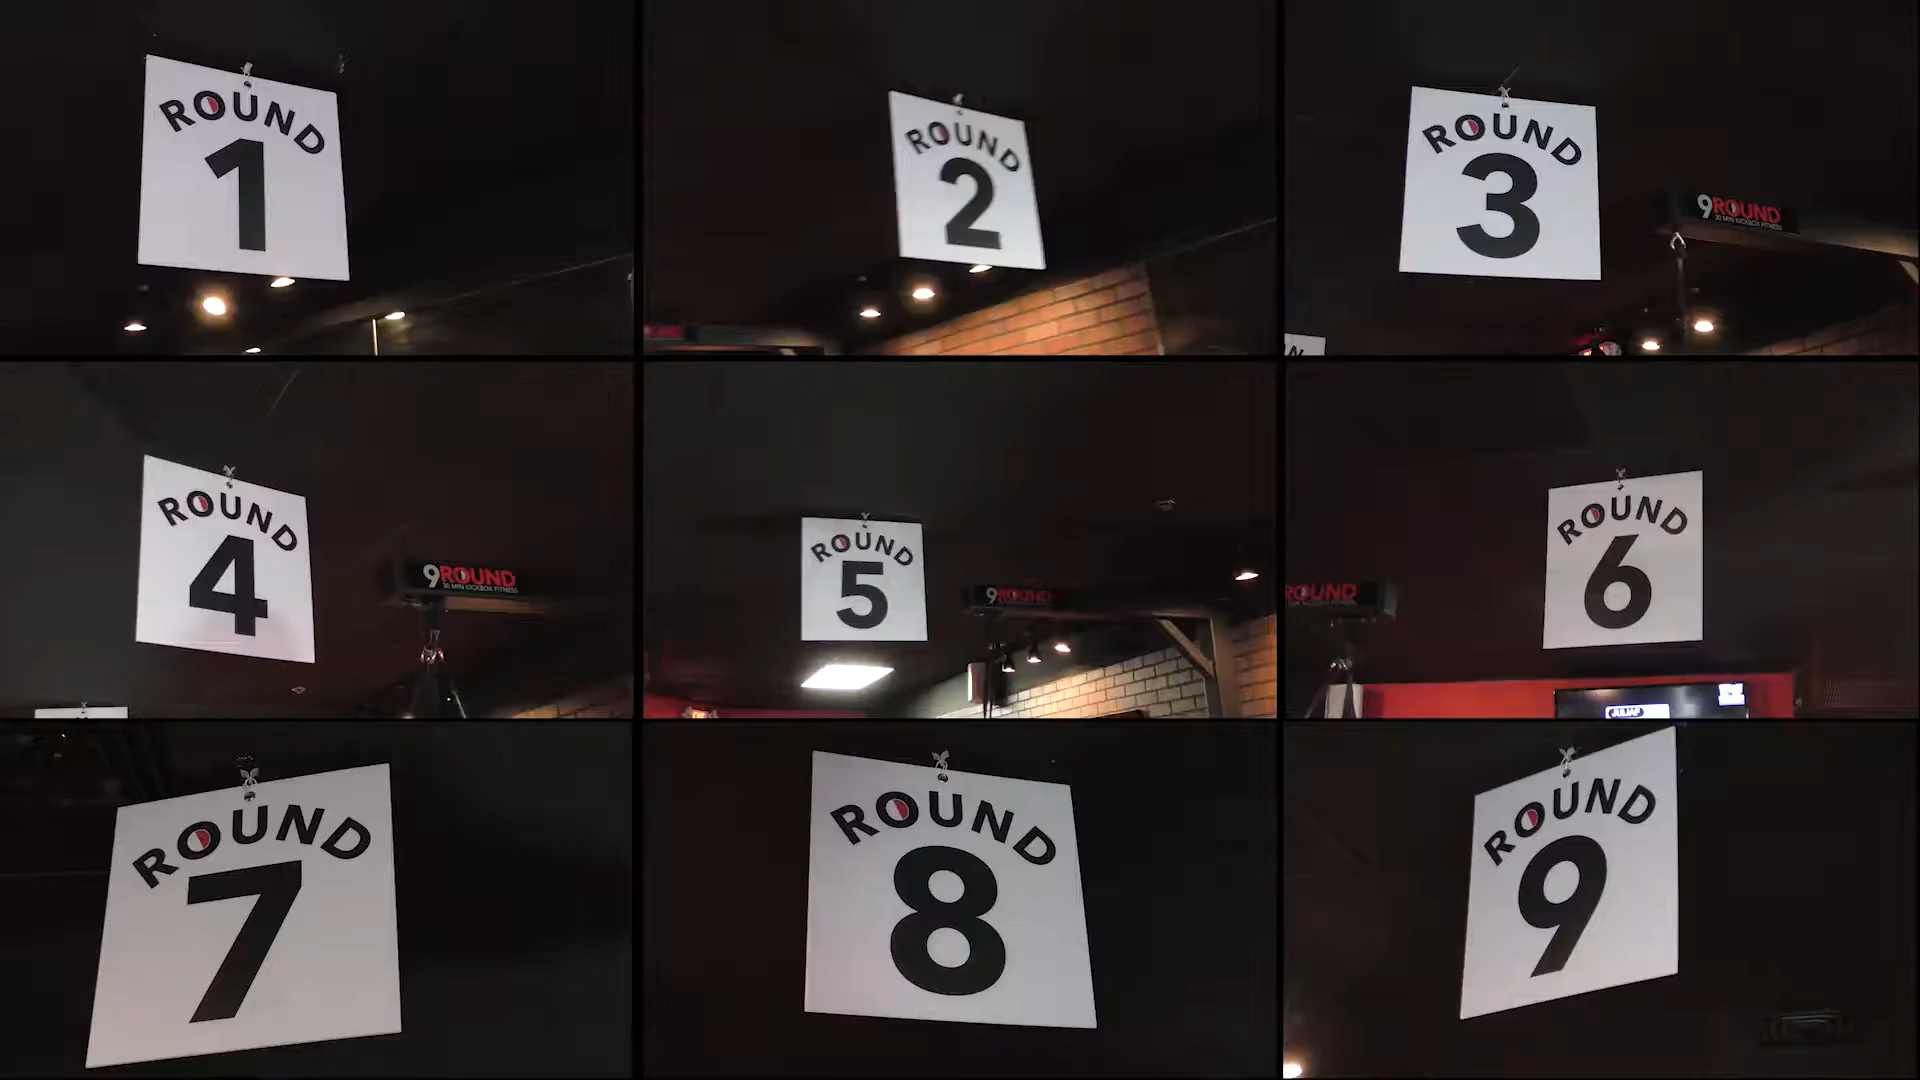 ROUND
1
ROUND
2
ROUND
3
9ROUND
30 MIN KICKBOX FITNESS
ROUND
4
9ROUND
30 MIN KICKBOX FITNESS
ROUND
5
9ROUND
ROUND
6
ROUND
ROUND
7
ROUND
8
ROUND
9